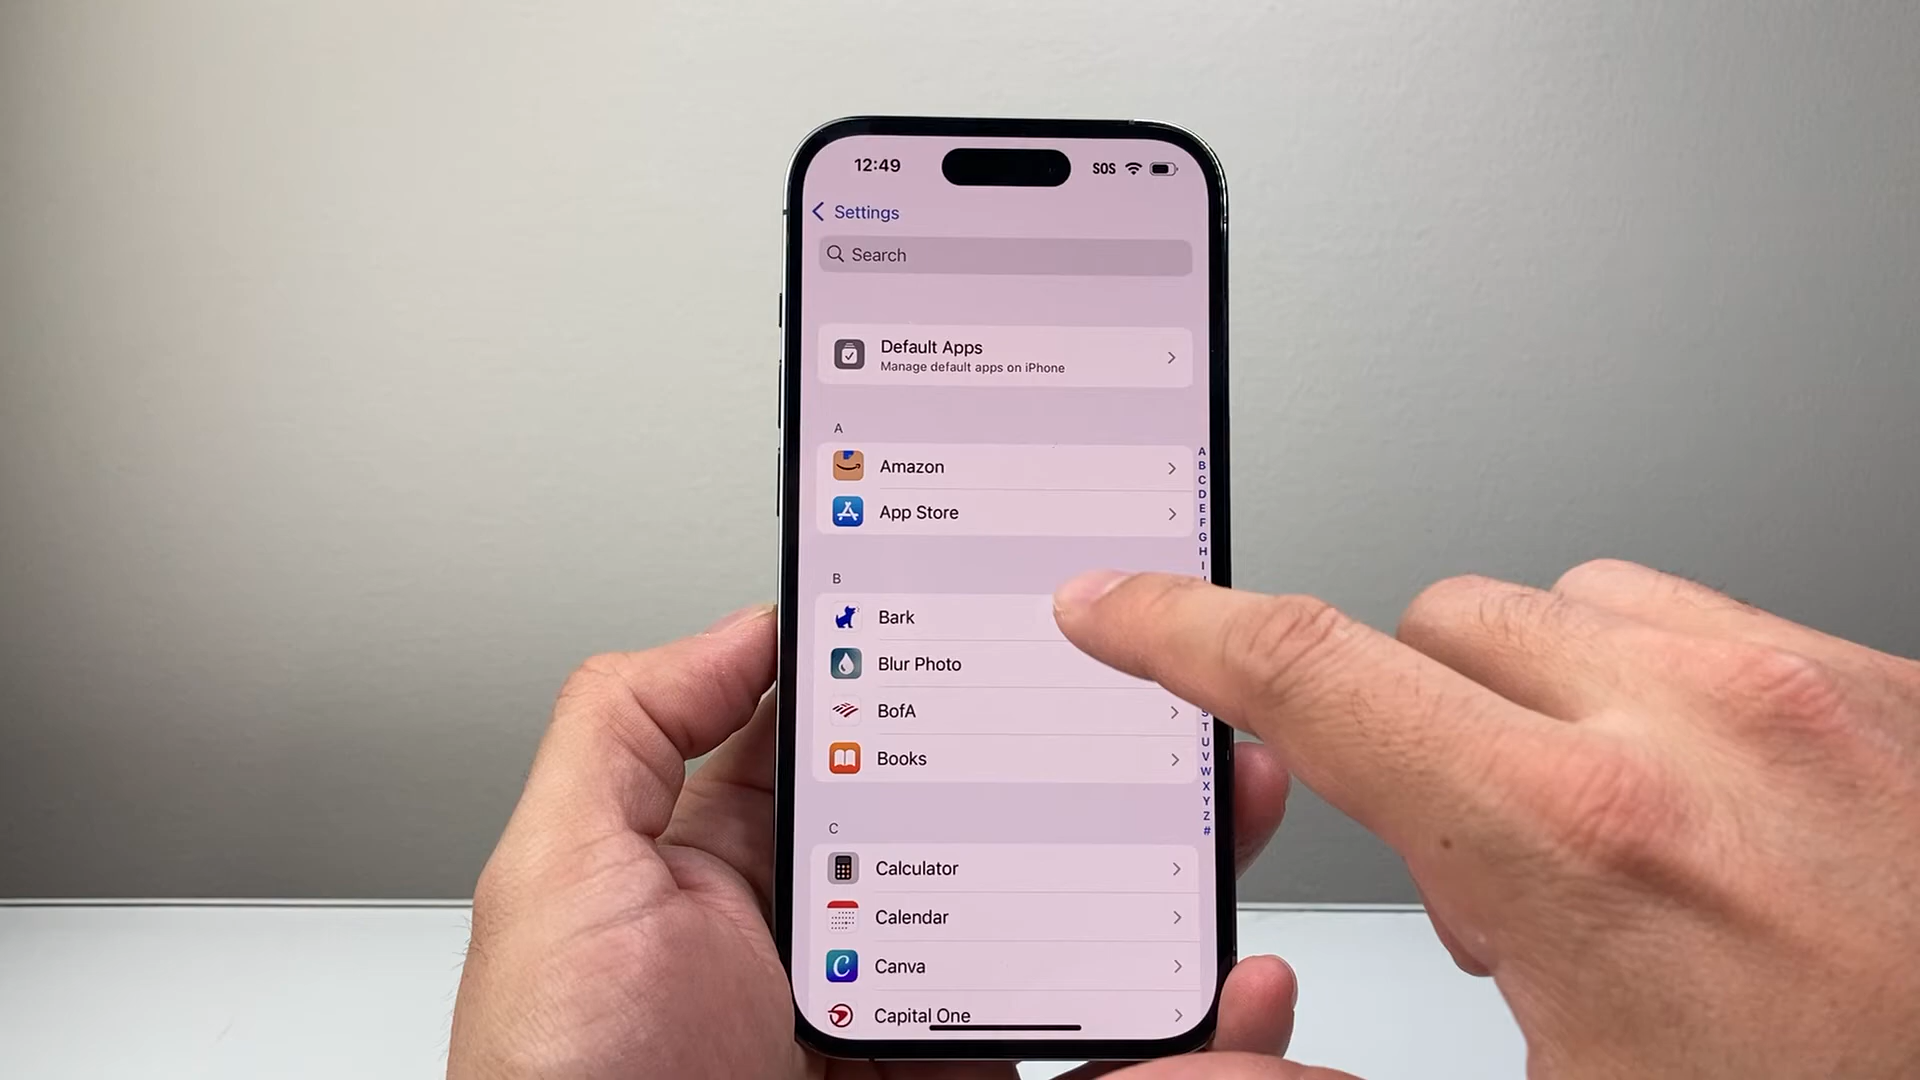 12:49
SOS
Settings
Search
Default Apps
Manage default apps on iPhone
A
Amazon
App Store
B
Bark
Blur Photo
BofA
Books
C
Calculator
Calendar
Canva
Capital One
A
B
C
D
E
F
G
H
I
S
T
U
V
W
X
Y
Z
#